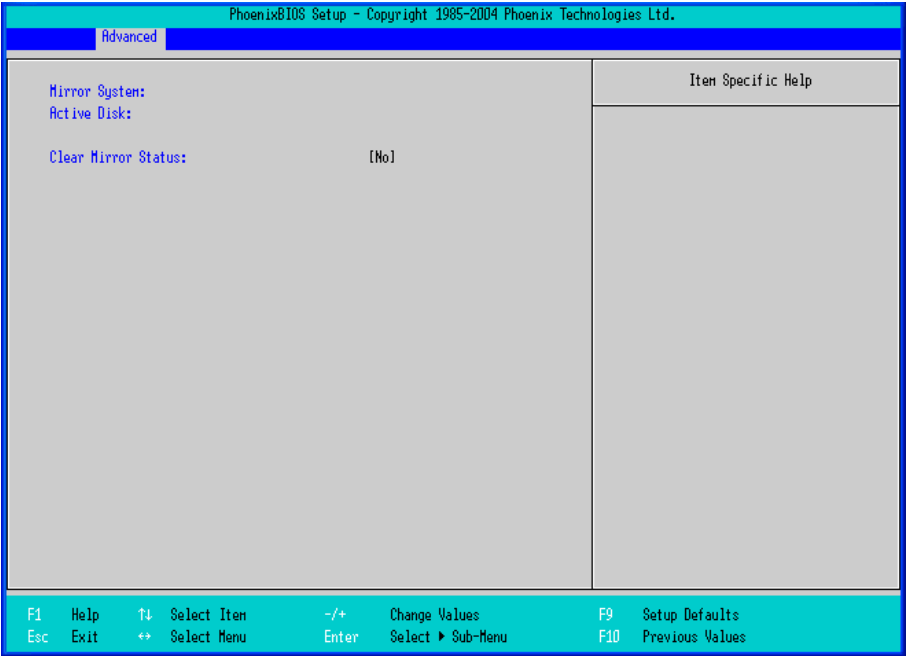 PhoenixBIOS Setup - Copyright 1985-2004 Phoenix Technologies Ltd.
Advanced
Mirror System:
Active Disk:
Clear Mirror Status: [No]
Item Specific Help
F1 Help ↑↓ Select Item -/+ Change Values F9 Setup Defaults
Esc Exit ↔ Select Menu Enter Select ▶ Sub-Menu F10 Previous Values